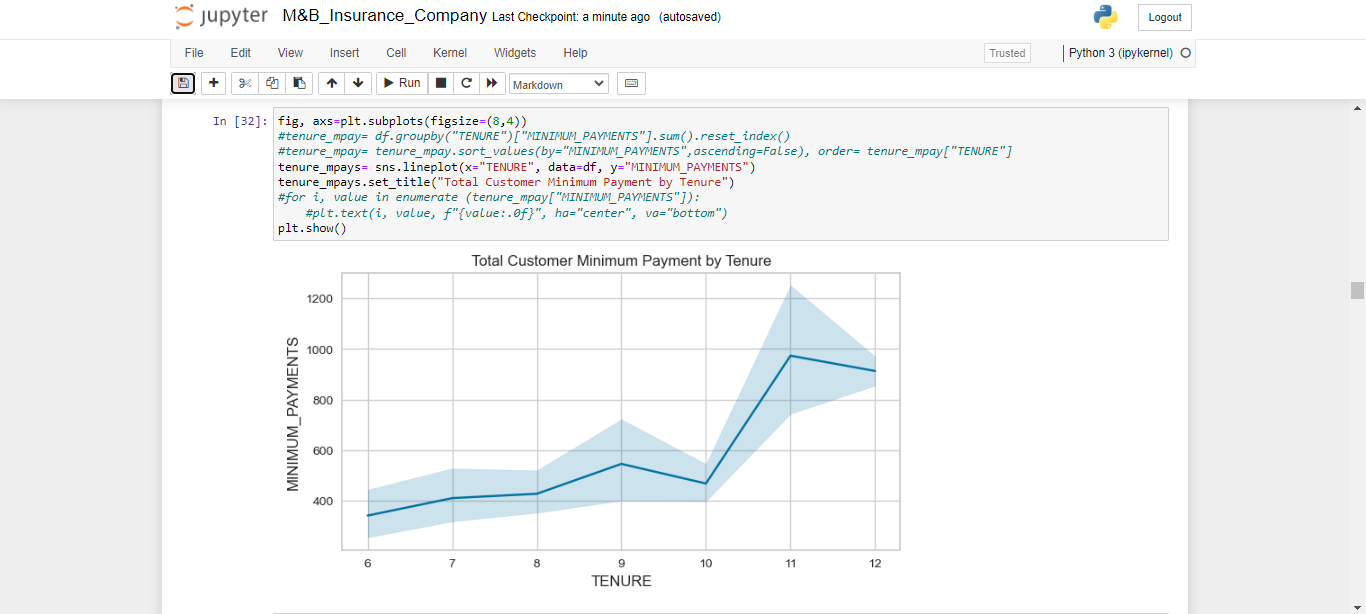 jupyter M&B_Insurance_Company Last Checkpoint: a minute ago (autosaved) Logout
File Edit View Insert Cell Kernel Widgets Help Trusted Python 3 (ipykernel)
Run Markdown
In [32]: fig, axs=plt.subplots(figsize=(8,4))
#tenure_mpay= df.groupby("TENURE")["MINIMUM_PAYMENTS"].sum().reset_index()
#tenure_mpay= tenure_mpay.sort_values(by="MINIMUM_PAYMENTS",ascending=False), order= tenure_mpay["TENURE"]
tenure_mpays= sns.lineplot(x="TENURE", data=df, y="MINIMUM_PAYMENTS")
tenure_mpays.set_title("Total Customer Minimum Payment by Tenure")
#for i, value in enumerate (tenure_mpay["MINIMUM_PAYMENTS"]):
#plt.text(i, value, f"{value:.0f}", ha="center", va="bottom")
plt.show()
Total Customer Minimum Payment by Tenure
MINIMUM_PAYMENTS
1200
1000
800
600
400
6 7 8 9 10 11 12
TENURE